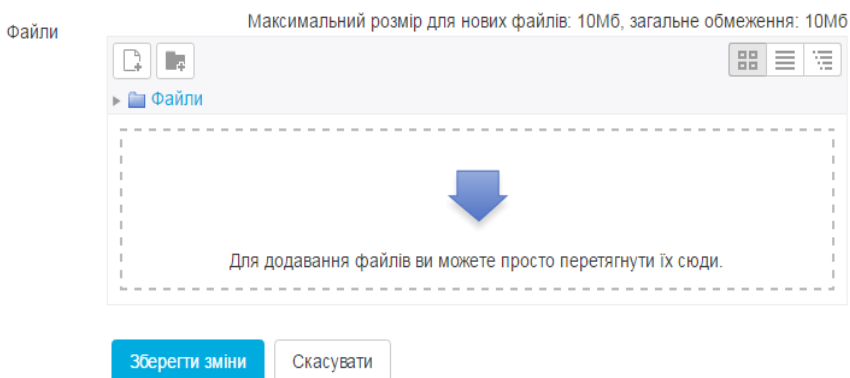 Максимальний розмір для нових файлів: 10Мб, загальне обмеження: 10Мб
Файли
Файли
Для додавання файлів ви можете просто перетягнути їх сюди.
Зберегти зміни
Скасувати